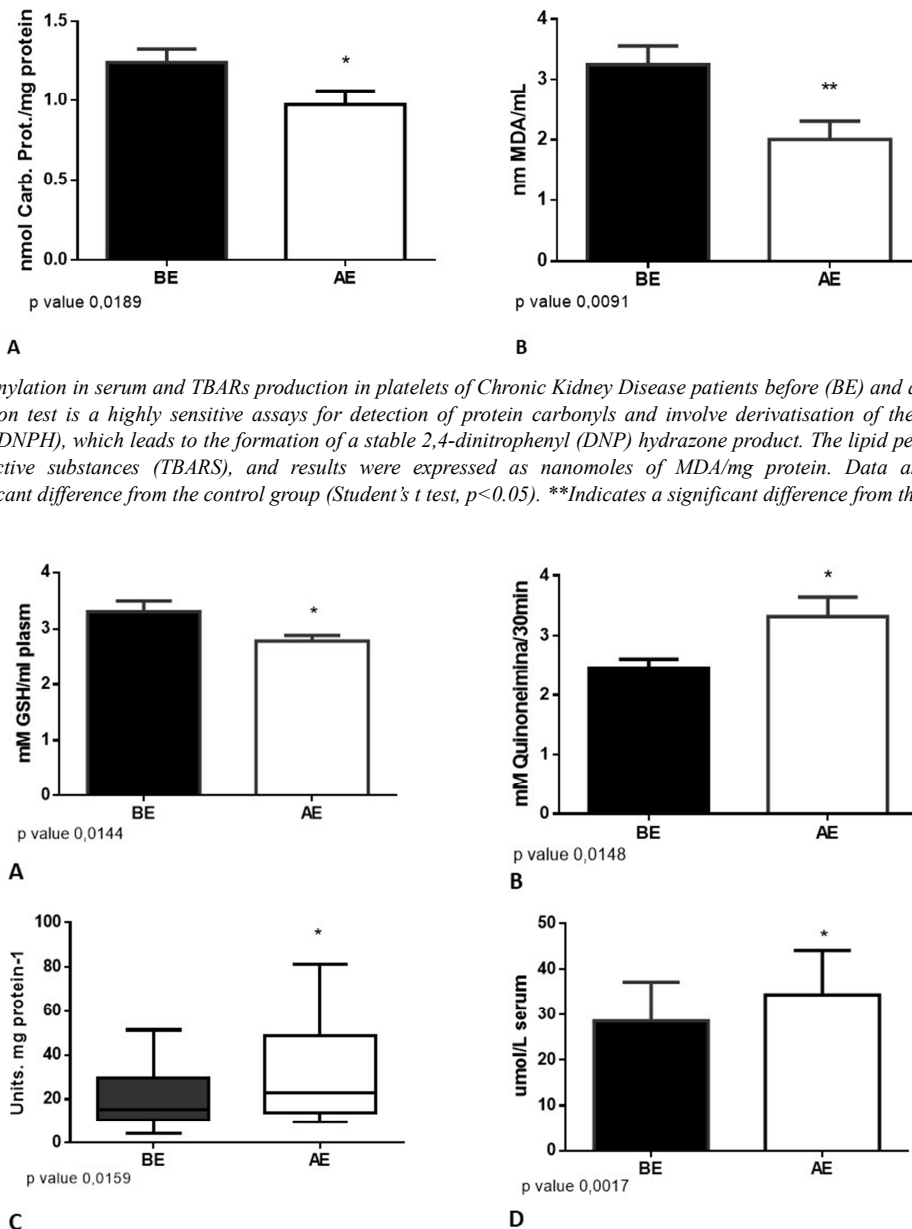 1.5
1.0
0.5
0.0
nmol Carb. Prot./mg protein
*
BE
AE
p value 0,0189
A
4
3
2
1
0
nm MDA/mL
**
BE
AE
p value 0,0091
B
nylation in serum and TBARs production in platelets of Chronic Kidney Disease patients before (BE) and
on test is a highly sensitive assays for detection of protein carbonyls and involve derivatisation of the
DNPH), which leads to the formation of a stable 2,4-dinitrophenyl (DNP) hydrazone product. The lipid
ctive substances (TBARS), and results were expressed as nanomoles of MDA/mg protein. Data
cant difference from the control group (Student's t test, p<0.05). **Indicates a significant difference from
4
3
2
1
0
mM GSH/ml plasm
*
BE
AE
p value 0,0144
A
4
3
2
1
0
mM Quinoneimina/30min
*
BE
AE
p value 0,0148
B
100
80
60
40
20
0
Units. mg protein-1
*
BE
AE
p value 0,0159
C
50
40
30
20
10
0
umol/L serum
*
BE
AE
p value 0,0017
D